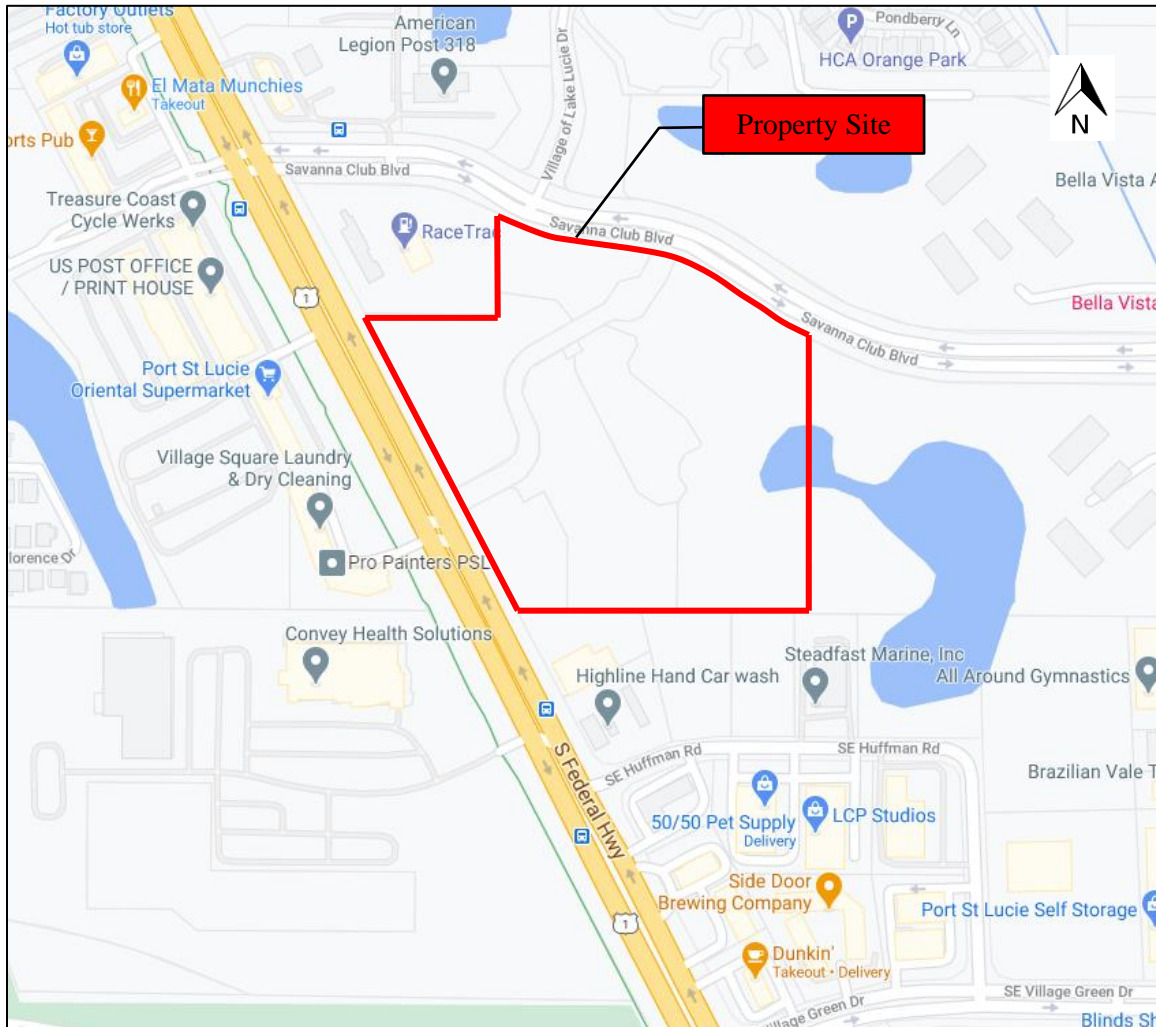 Factory Outlets
Hot tub store
American
Legion Post 318
Village of Lake Lucie Dr
P
HCA Orange Park
Pondberry Ln
N
El Mata Munchies
Takeout
orts Pub
Property Site
Savanna Club Blvd
Bella Vista A
Treasure Coast
Cycle Werks
RaceTrac
Savanna Club Blvd
US POST OFFICE
/ PRINT HOUSE
1
Bella Vista
Savanna Club Blvd
Port St Lucie
Oriental Supermarket
Village Square Laundry
& Dry Cleaning
lorence Dr
Pro Painters PSL
Convey Health Solutions
Highline Hand Car wash
Steadfast Marine, Inc
All Around Gymnastics
S Federal Hwy
SE Huffman Rd
SE Huffman Rd
Brazilian Vale T
50/50 Pet Supply
Delivery
LCP Studios
Side Door
Brewing Company
Port St Lucie Self Storage
1
Dunkin'
Takeout • Delivery
Village Green Dr
SE Village Green Dr
Blinds Sh